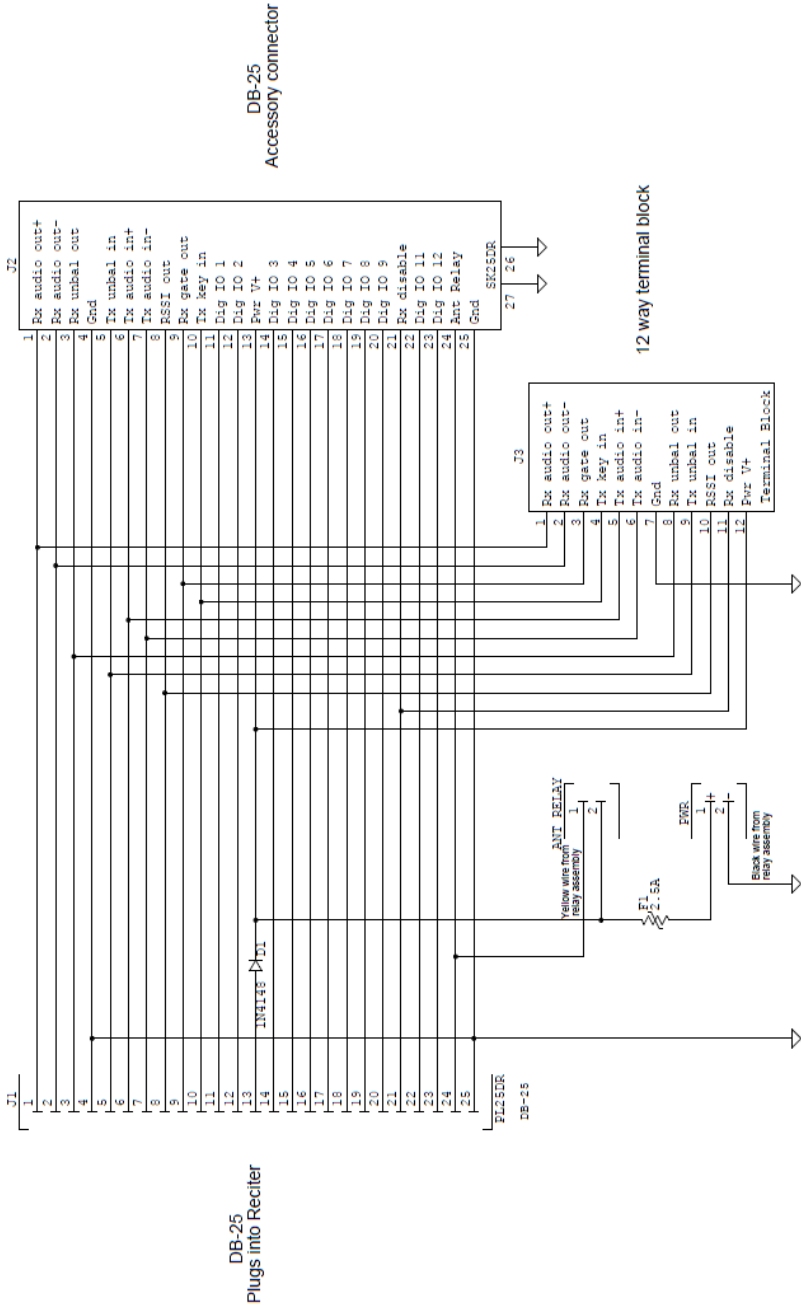 DB-25
Plugs into Reciter
J1
1
2
3
4
5
6
7
8
9
10
11
12
13
14
15
16
17
18
19
20
21
22
23
24
25
PL25DR
DB-25
1N4148
D1
DB-25
Accessory connector
J2
1 Rx audio out+
2 Rx audio out-
3 Rx unbal out
4 Gnd
5 Tx unbal in
6 Tx audio in+
7 Tx audio in-
8 RSSI out
9 Rx gate out
10 Tx key in
11 Dig IO 1
12 Dig IO 2
13 Pwr V+
14 Dig IO 3
15 Dig IO 4
16 Dig IO 5
17 Dig IO 6
18 Dig IO 7
19 Dig IO 8
20 Dig IO 9
21 Rx disable
22 Dig IO 11
23 Dig IO 12
24 Ant Relay
25 Gnd
SK25DR
27 26
12 way terminal block
J3
1 Rx audio out+
2 Rx audio out-
3 Rx gate out
4 Tx key in
5 Tx audio in+
6 Tx audio in-
7 Gnd
8 Rx unbal out
9 Tx unbal in
10 RSSI out
11 Rx disable
12 Pwr V+
Terminal Block
ANT RELAY
1
2
Yellow wire from
relay assembly
F1
2.5A
PWR
1 +
2 -
Black wire from
relay assembly